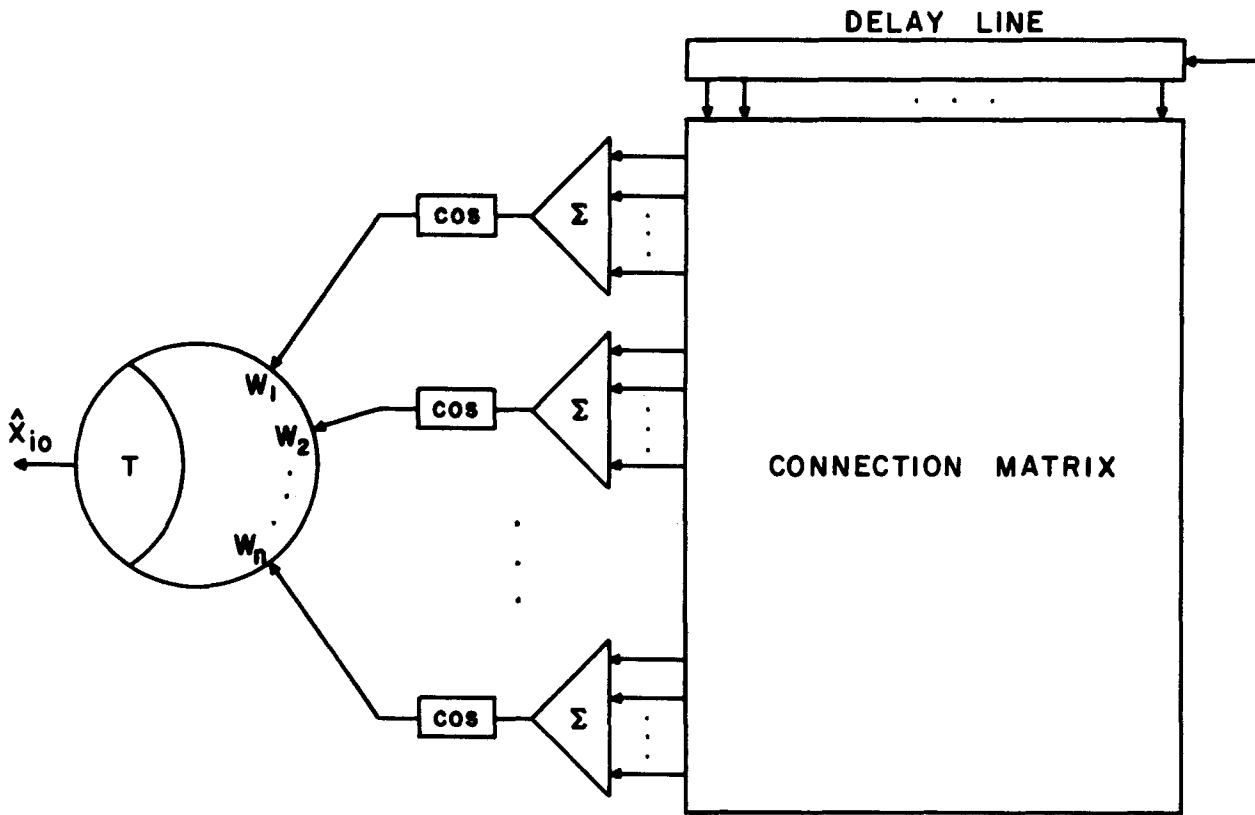 DELAY LINE
COS Σ
W₁
COS Σ
W₂
X̂ᵢₒ
T
CONNECTION MATRIX
Wₙ
COS Σ